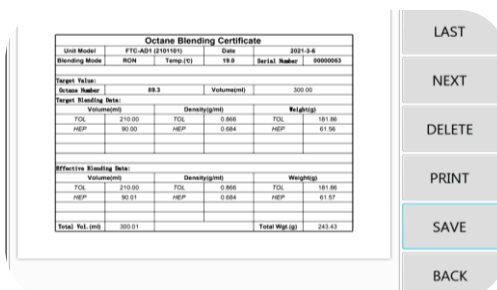 Octane Blending Certificate
Unit Model FTC-AD1 (2101101) Date 2021-3-6
Blending Mode RON Temp.(℃) 19.0 Serial Number 00000063
Target Value:
Octane Number 89.3 Volume(ml) 300.00
Target Blending Data:
Volume(ml) Density(g/ml) Weight(g)
TOL 210.00 TOL 0.866 TOL 181.86
HEP 90.00 HEP 0.684 HEP 61.56
Effective Blending Data:
Volume(ml) Density(g/ml) Weight(g)
TOL 210.00 TOL 0.866 TOL 181.86
HEP 90.01 HEP 0.684 HEP 61.57
Total Vol.(ml) 300.01 Total Wgt.(g) 243.43
LAST
NEXT
DELETE
PRINT
SAVE
BACK